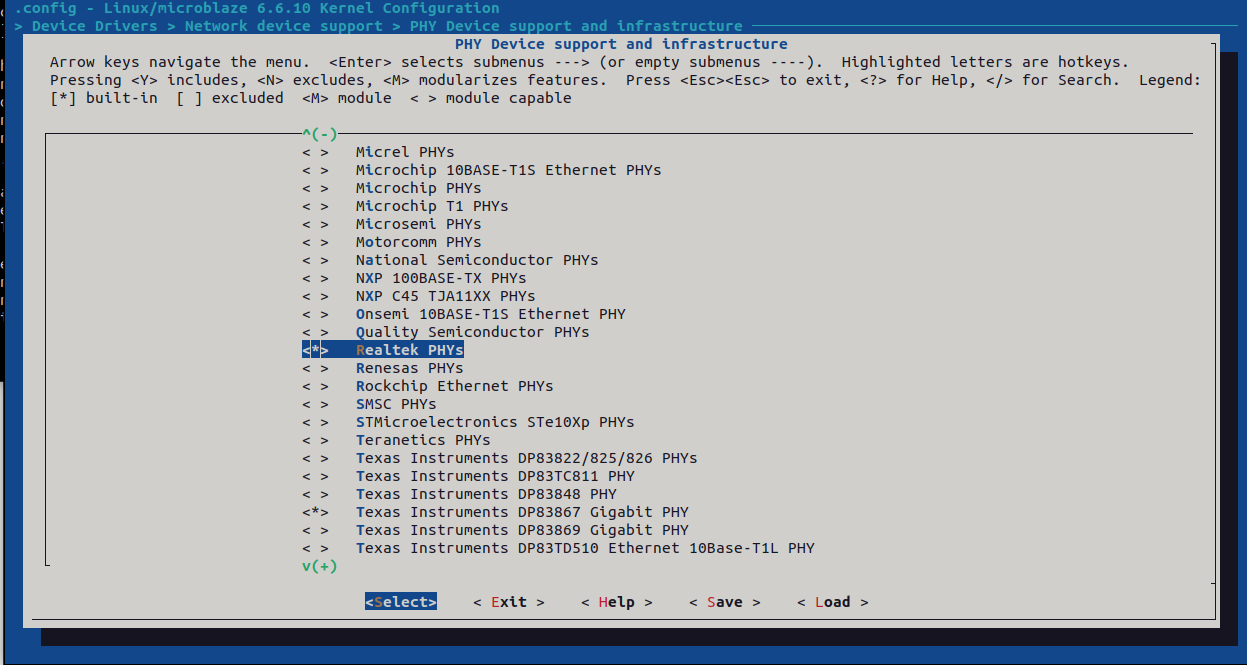 .config - Linux/microblaze 6.6.10 Kernel Configuration
> Device Drivers > Network device support > PHY Device support and infrastructure
PHY Device support and infrastructure
Arrow keys navigate the menu.  <Enter> selects submenus ---> (or empty submenus ----).  Highlighted letters are hotkeys.
Pressing <Y> includes, <N> excludes, <M> modularizes features.  Press <Esc><Esc> to exit, <?> for Help, </> for Search.  Legend:
[*] built-in  [ ] excluded  <M> module  < > module capable
^(-)
< >   Micrel PHYs
< >   Microchip 10BASE-T1S Ethernet PHYs
< >   Microchip PHYs
< >   Microchip T1 PHYs
< >   Microsemi PHYs
< >   Motorcomm PHYs
< >   National Semiconductor PHYs
< >   NXP 100BASE-TX PHYs
< >   NXP C45 TJA11XX PHYs
< >   Onsemi 10BASE-T1S Ethernet PHY
< >   Quality Semiconductor PHYs
<*>   Realtek PHYs
< >   Renesas PHYs
< >   Rockchip Ethernet PHYs
< >   SMSC PHYs
< >   STMicroelectronics STe10Xp PHYs
< >   Teranetics PHYs
< >   Texas Instruments DP83822/825/826 PHYs
< >   Texas Instruments DP83TC811 PHY
< >   Texas Instruments DP83848 PHY
<*>   Texas Instruments DP83867 Gigabit PHY
< >   Texas Instruments DP83869 Gigabit PHY
< >   Texas Instruments DP83TD510 Ethernet 10Base-T1L PHY
v(+)
<Select>    < Exit >    < Help >    < Save >    < Load >